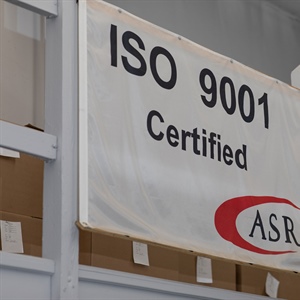 ISO 9001
Certified
ASR